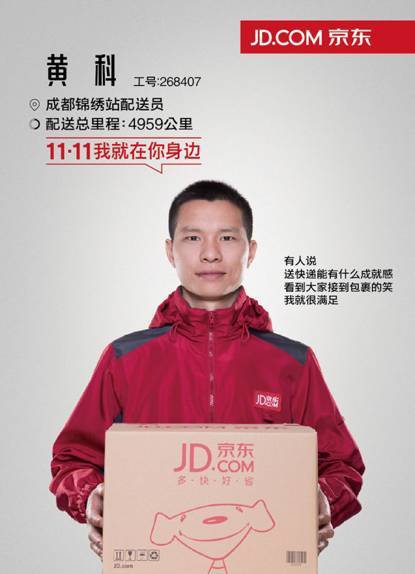 JD.COM 京东
黄 科 工号:268407
成都锦绣站配送员
配送总里程:4959公里
11·11我就在你身边
有人说
送快递能有什么成就感
看到大家接到包裹的笑
我就很满足
JD京东
.COM
JD.京东
COM
多·快·好·省
JD.com